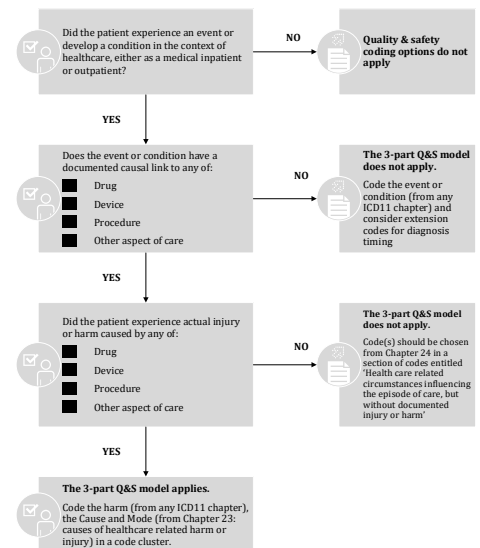 Did the patient experience an event or
develop a condition in the context of
healthcare, either as a medical inpatient
or outpatient?
NO
Quality & safety
coding options do not
apply
YES
Does the event or condition have a
documented causal link to any of:
Drug
Device
Procedure
Other aspect of care
NO
The 3-part Q&S model
does not apply.
Code the event or
condition (from any
ICD11 chapter) and
consider extension
codes for diagnosis
timing
YES
Did the patient experience actual injury
or harm caused by any of:
Drug
Device
Procedure
Other aspect of care
NO
The 3-part Q&S model
does not apply.
Code(s) should be chosen
from Chapter 24 in a
section of codes entitled
‘Health care related
circumstances influencing
the episode of care, but
without documented
injury or harm’
YES
The 3-part Q&S model applies.
Code the harm (from any ICD11 chapter),
the Cause and Mode (from Chapter 23:
causes of healthcare related harm or
injury) in a code cluster.